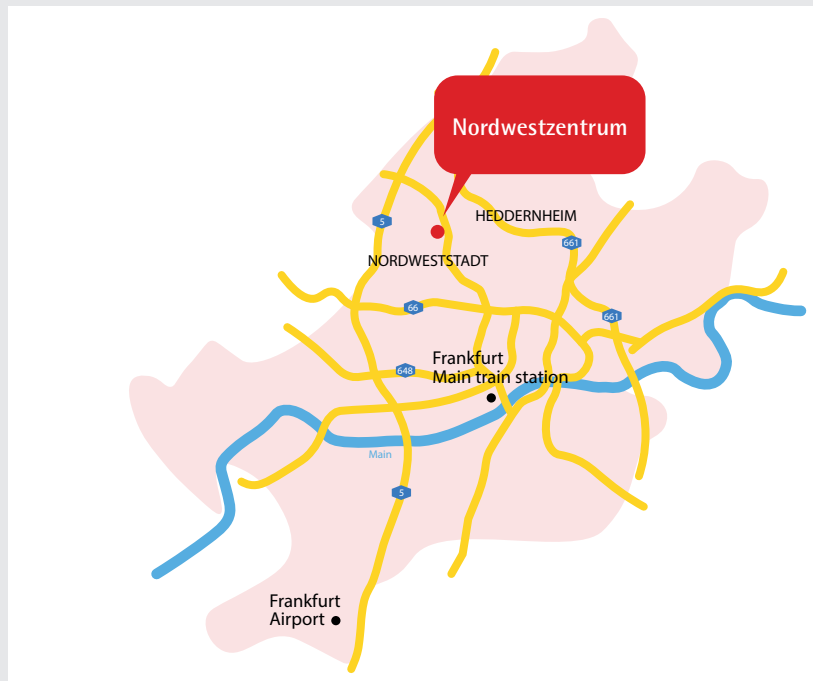 Nordwestzentrum
HEDDERNHEIM
5
661
NORDWESTSTADT
66
661
Frankfurt
Main train station
648
Main
5
Frankfurt
Airport